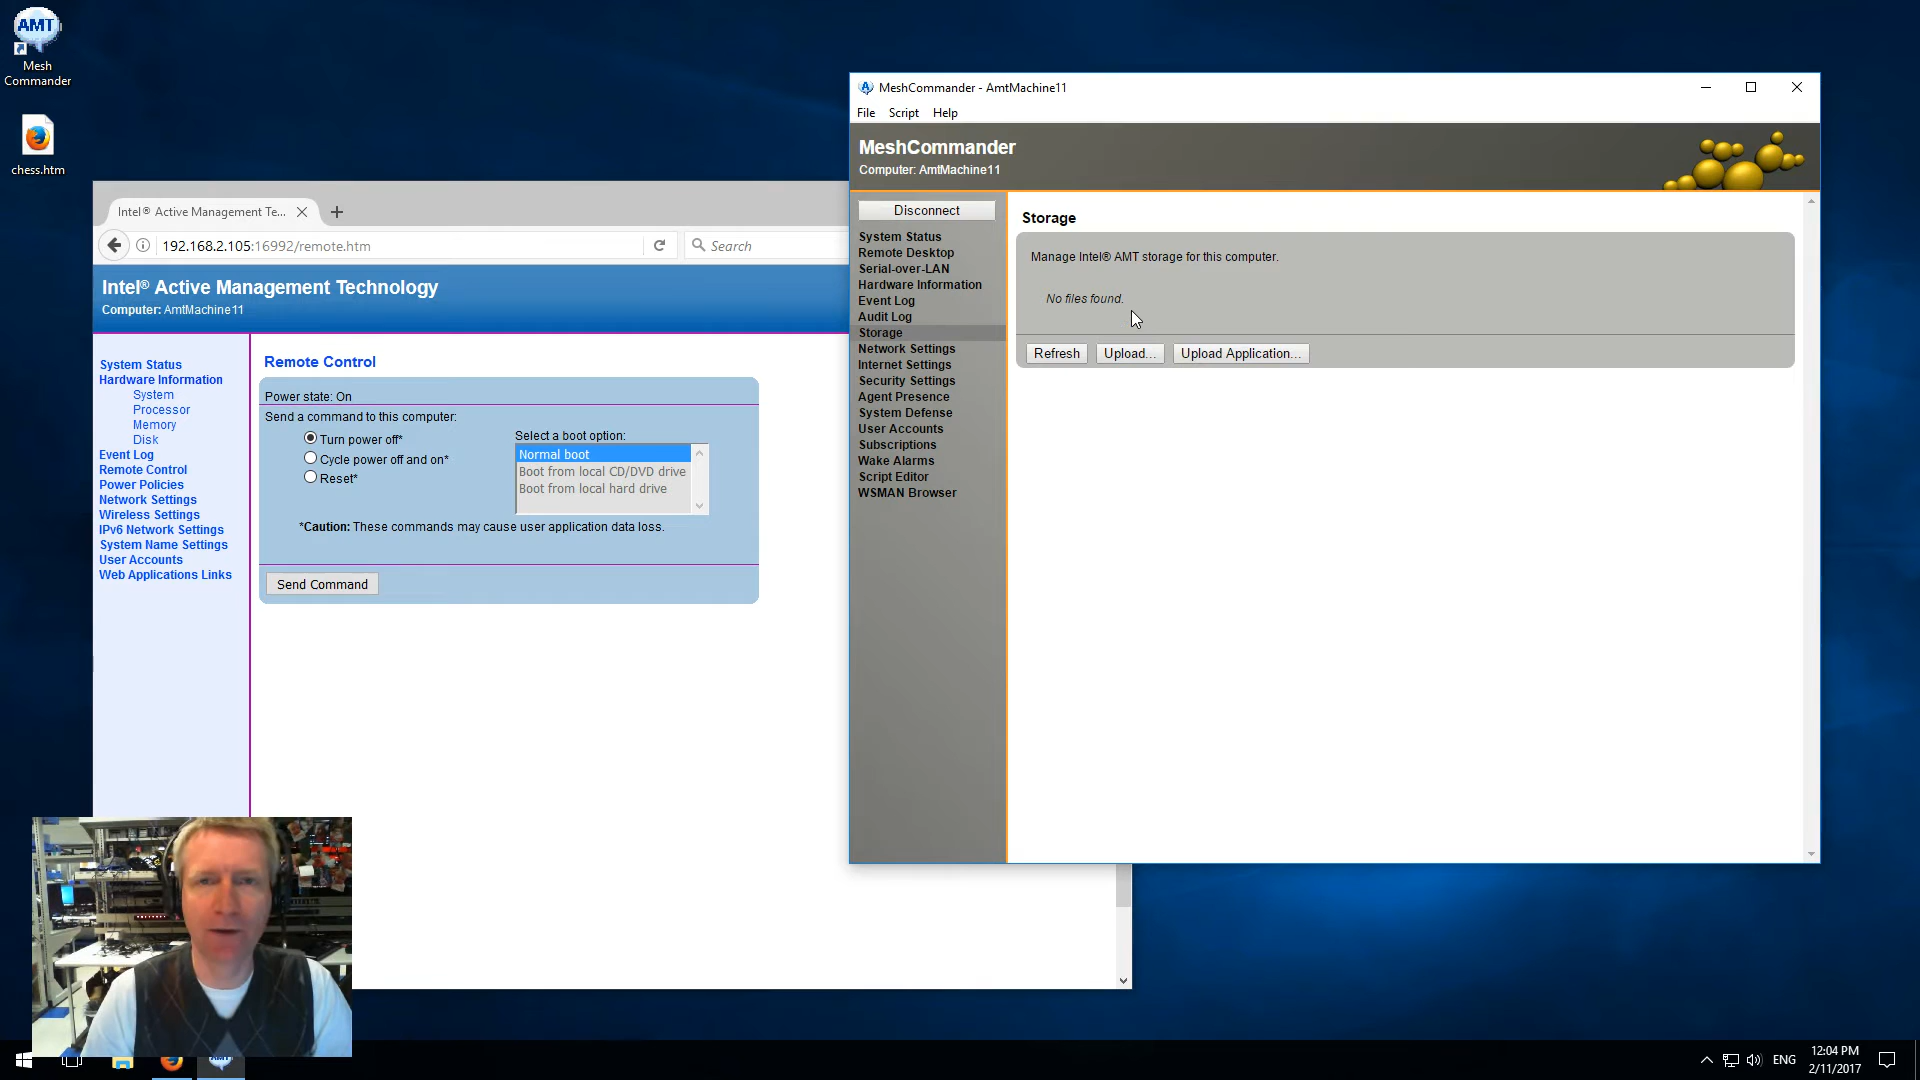 AMT
Mesh
Commander
chess.htm
Intel® Active Management Te...
192.168.2.105:16992/remote.htm
Search
Intel® Active Management Technology
Computer: AmtMachine11
System Status
Hardware Information
System
Processor
Memory
Disk
Event Log
Remote Control
Power Policies
Network Settings
Wireless Settings
IPv6 Network Settings
System Name Settings
User Accounts
Web Applications Links
Remote Control
Power state: On
Send a command to this computer:
Turn power off*
Cycle power off and on*
Reset*
Select a boot option:
Normal boot
Boot from local CD/DVD drive
Boot from local hard drive
*Caution: These commands may cause user application data loss.
Send Command
MeshCommander - AmtMachine11
File Script Help
MeshCommander
Computer: AmtMachine11
Disconnect
System Status
Remote Desktop
Serial-over-LAN
Hardware Information
Event Log
Audit Log
Storage
Network Settings
Internet Settings
Security Settings
Agent Presence
System Defense
User Accounts
Subscriptions
Wake Alarms
Script Editor
WSMAN Browser
Storage
Manage Intel® AMT storage for this computer.
No files found.
Refresh Upload... Upload Application...
ENG
12:04 PM
2/11/2017